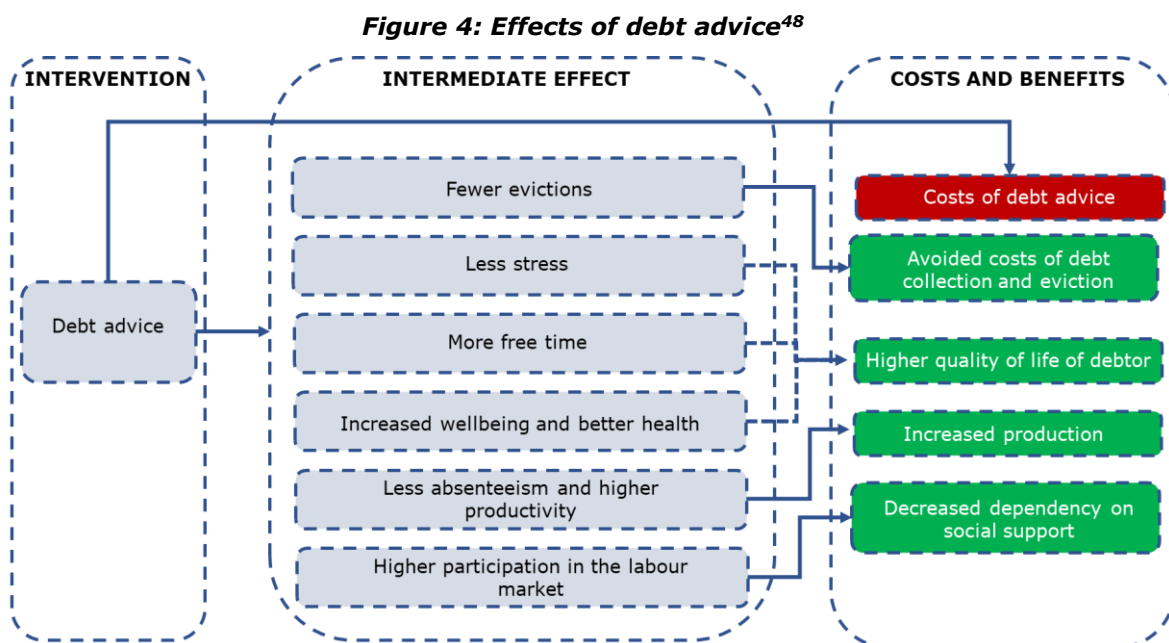 Figure 4: Effects of debt advice48
INTERVENTION
INTERMEDIATE EFFECT
COSTS AND BENEFITS
Debt advice
Fewer evictions
Less stress
More free time
Increased wellbeing and better health
Less absenteeism and higher
productivity
Higher participation in the labour
market
Costs of debt advice
Avoided costs of debt
collection and eviction
Higher quality of life of debtor
Increased production
Decreased dependency on
social support